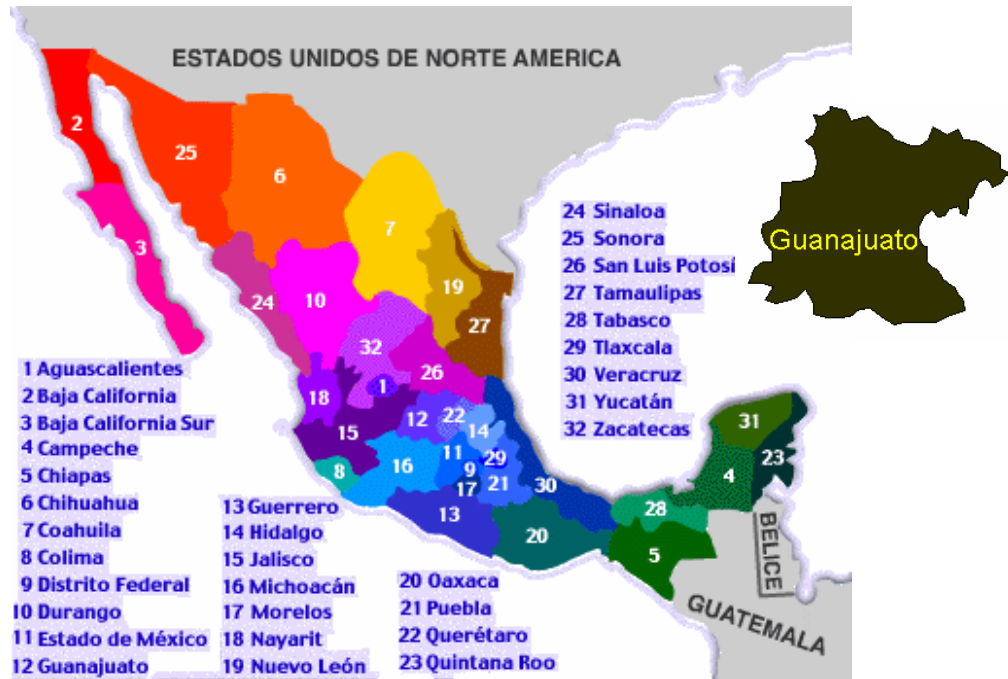 ESTADOS UNIDOS DE NORTE AMERICA
2
25
6
7
3
24
10
19
27
32
26
1
18
12
22
14
15
11
29
16
9
8
21
17
30
13
20
31
23
4
28
5
BELICE
GUATEMALA
Guanajuato
1 Aguascalientes
2 Baja California
3 Baja California Sur
4 Campeche
5 Chiapas
6 Chihuahua
7 Coahuila
8 Colima
9 Distrito Federal
10 Durango
11 Estado de México
12 Guanajuato
13 Guerrero
14 Hidalgo
15 Jalisco
16 Michoacán
17 Morelos
18 Nayarit
19 Nuevo León
20 Oaxaca
21 Puebla
22 Querétaro
23 Quintana Roo
24 Sinaloa
25 Sonora
26 San Luis Potosí
27 Tamaulipas
28 Tabasco
29 Tlaxcala
30 Veracruz
31 Yucatán
32 Zacatecas